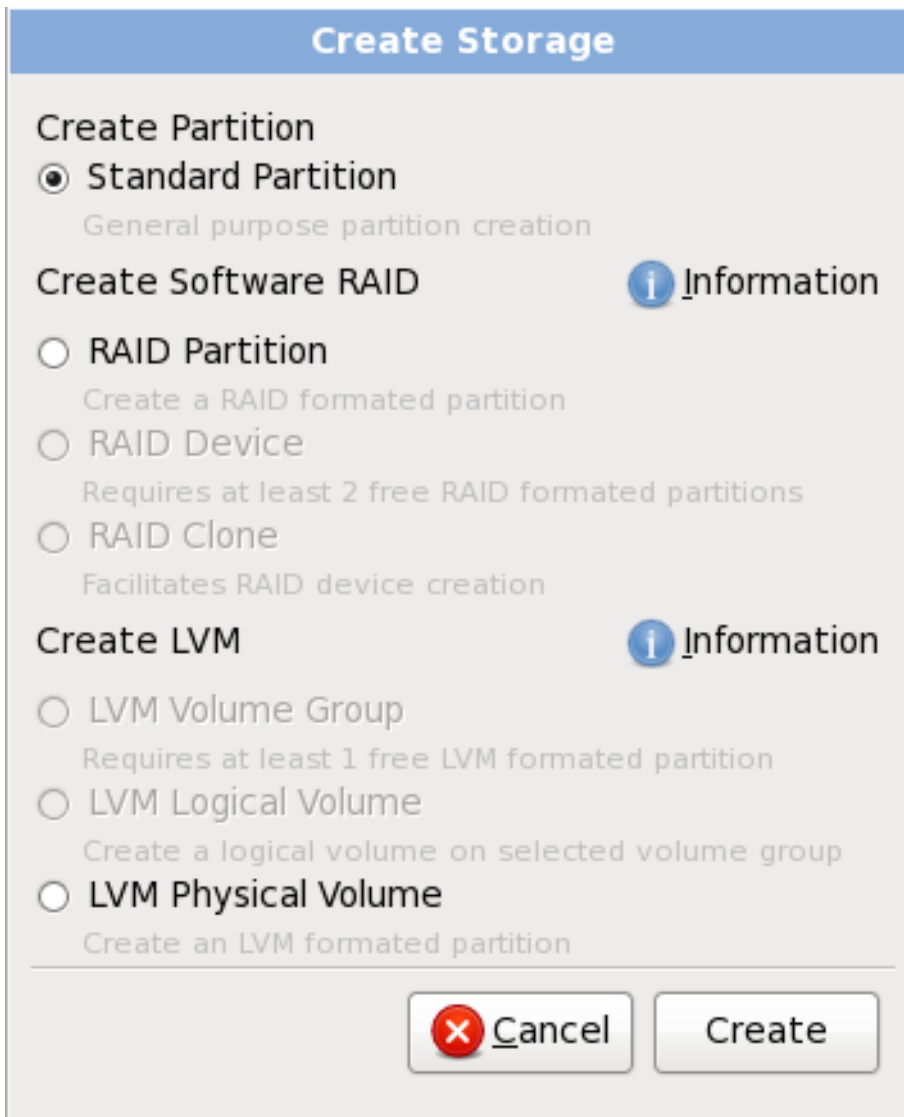 Create Storage
Create Partition
Standard Partition
General purpose partition creation
Create Software RAID
Information
RAID Partition
Create a RAID formated partition
RAID Device
Requires at least 2 free RAID formated partitions
RAID Clone
Facilitates RAID device creation
Create LVM
Information
LVM Volume Group
Requires at least 1 free LVM formated partition
LVM Logical Volume
Create a logical volume on selected volume group
LVM Physical Volume
Create an LVM formated partition
Cancel
Create